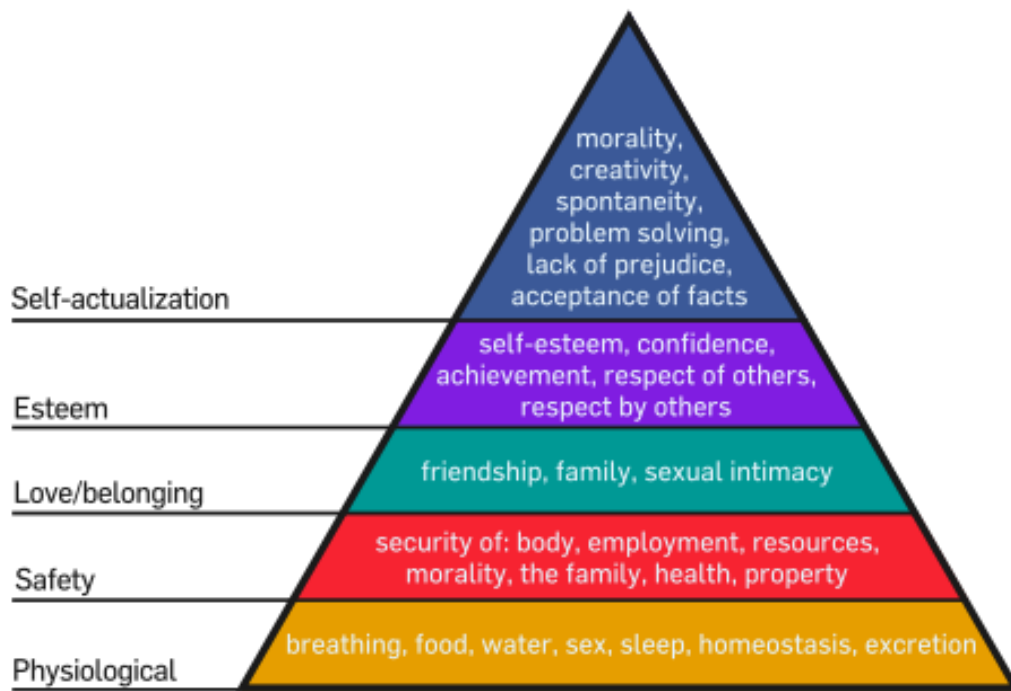 morality,
creativity,
spontaneity,
problem solving,
lack of prejudice,
acceptance of facts
Self-actualization
self-esteem, confidence,
achievement, respect of others,
respect by others
Esteem
friendship, family, sexual intimacy
Love/belonging
security of: body, employment, resources,
morality, the family, health, property
Safety
breathing, food, water, sex, sleep, homeostasis, excretion
Physiological